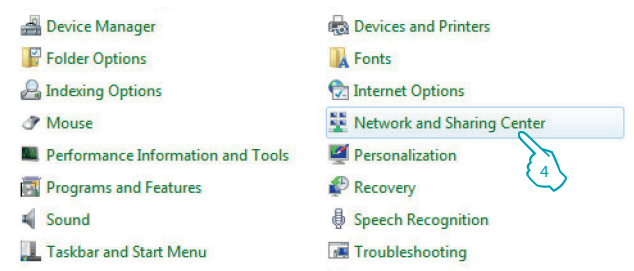 Device Manager
Devices and Printers
Folder Options
Fonts
Indexing Options
Internet Options
Mouse
Network and Sharing Center
Performance Information and Tools
Personalization
4
Programs and Features
Recovery
Sound
Speech Recognition
Taskbar and Start Menu
Troubleshooting